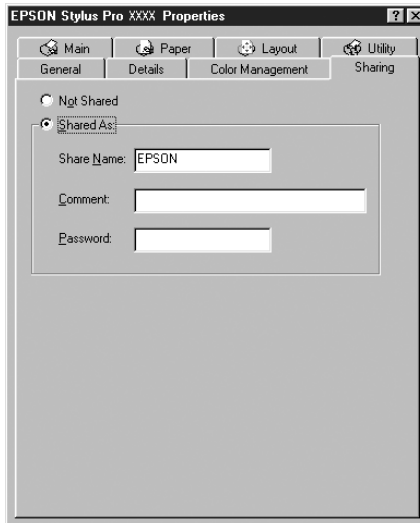 EPSON Stylus Pro XXXX Properties
Main Paper Layout Utility
General Details Color Management Sharing
Not Shared
Shared As:
Share Name: EPSON
Comment:
Password: